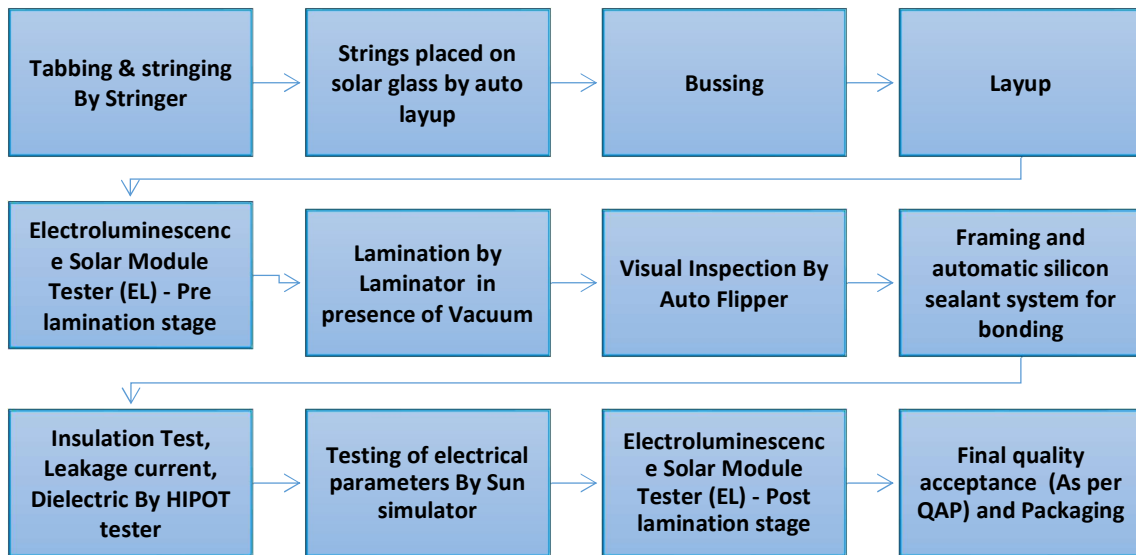 Tabbing & stringing
By Stringer
Strings placed on
solar glass by auto
layup
Bussing
Layup
Electroluminescenc
e Solar Module
Tester (EL) - Pre
lamination stage
Lamination by
Laminator in
presence of Vacuum
Visual Inspection By
Auto Flipper
Framing and
automatic silicon
sealant system for
bonding
Insulation Test,
Leakage current,
Dielectric By HIPOT
tester
Testing of electrical
parameters By Sun
simulator
Electroluminescenc
e Solar Module
Tester (EL) - Post
lamination stage
Final quality
acceptance (As per
QAP) and Packaging